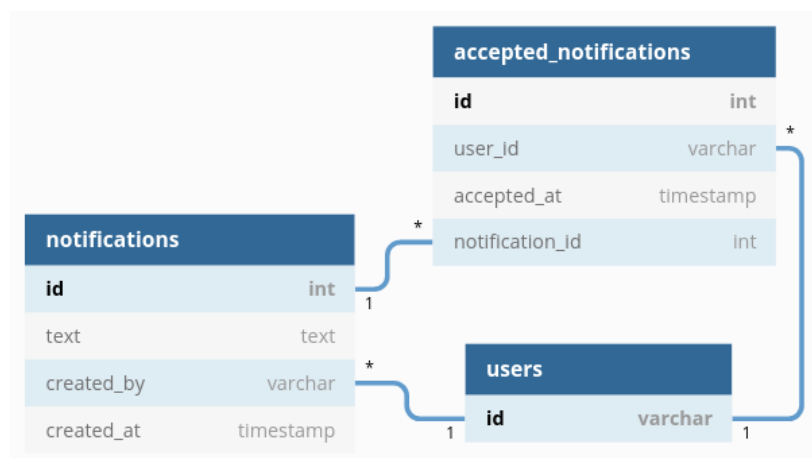 accepted_notifications
id int
user_id varchar
*
accepted_at timestamp
notification_id int
*
notifications
id int
1
text text
created_by varchar
*
created_at timestamp
users
id varchar
1
1